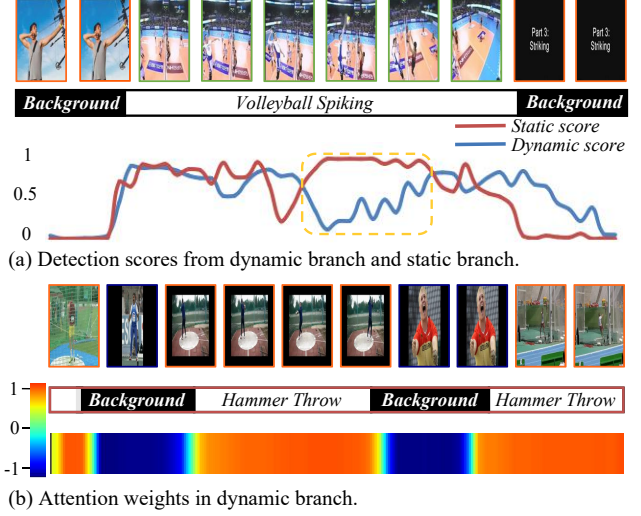 Part 3:
Striking
Part 3:
Striking
Background
Volleyball Spiking
Background
Static score
Dynamic score
1
0.5
0
(a) Detection scores from dynamic branch and static branch.
1
0
-1
Background
Hammer Throw
Background
Hammer Throw
(b) Attention weights in dynamic branch.